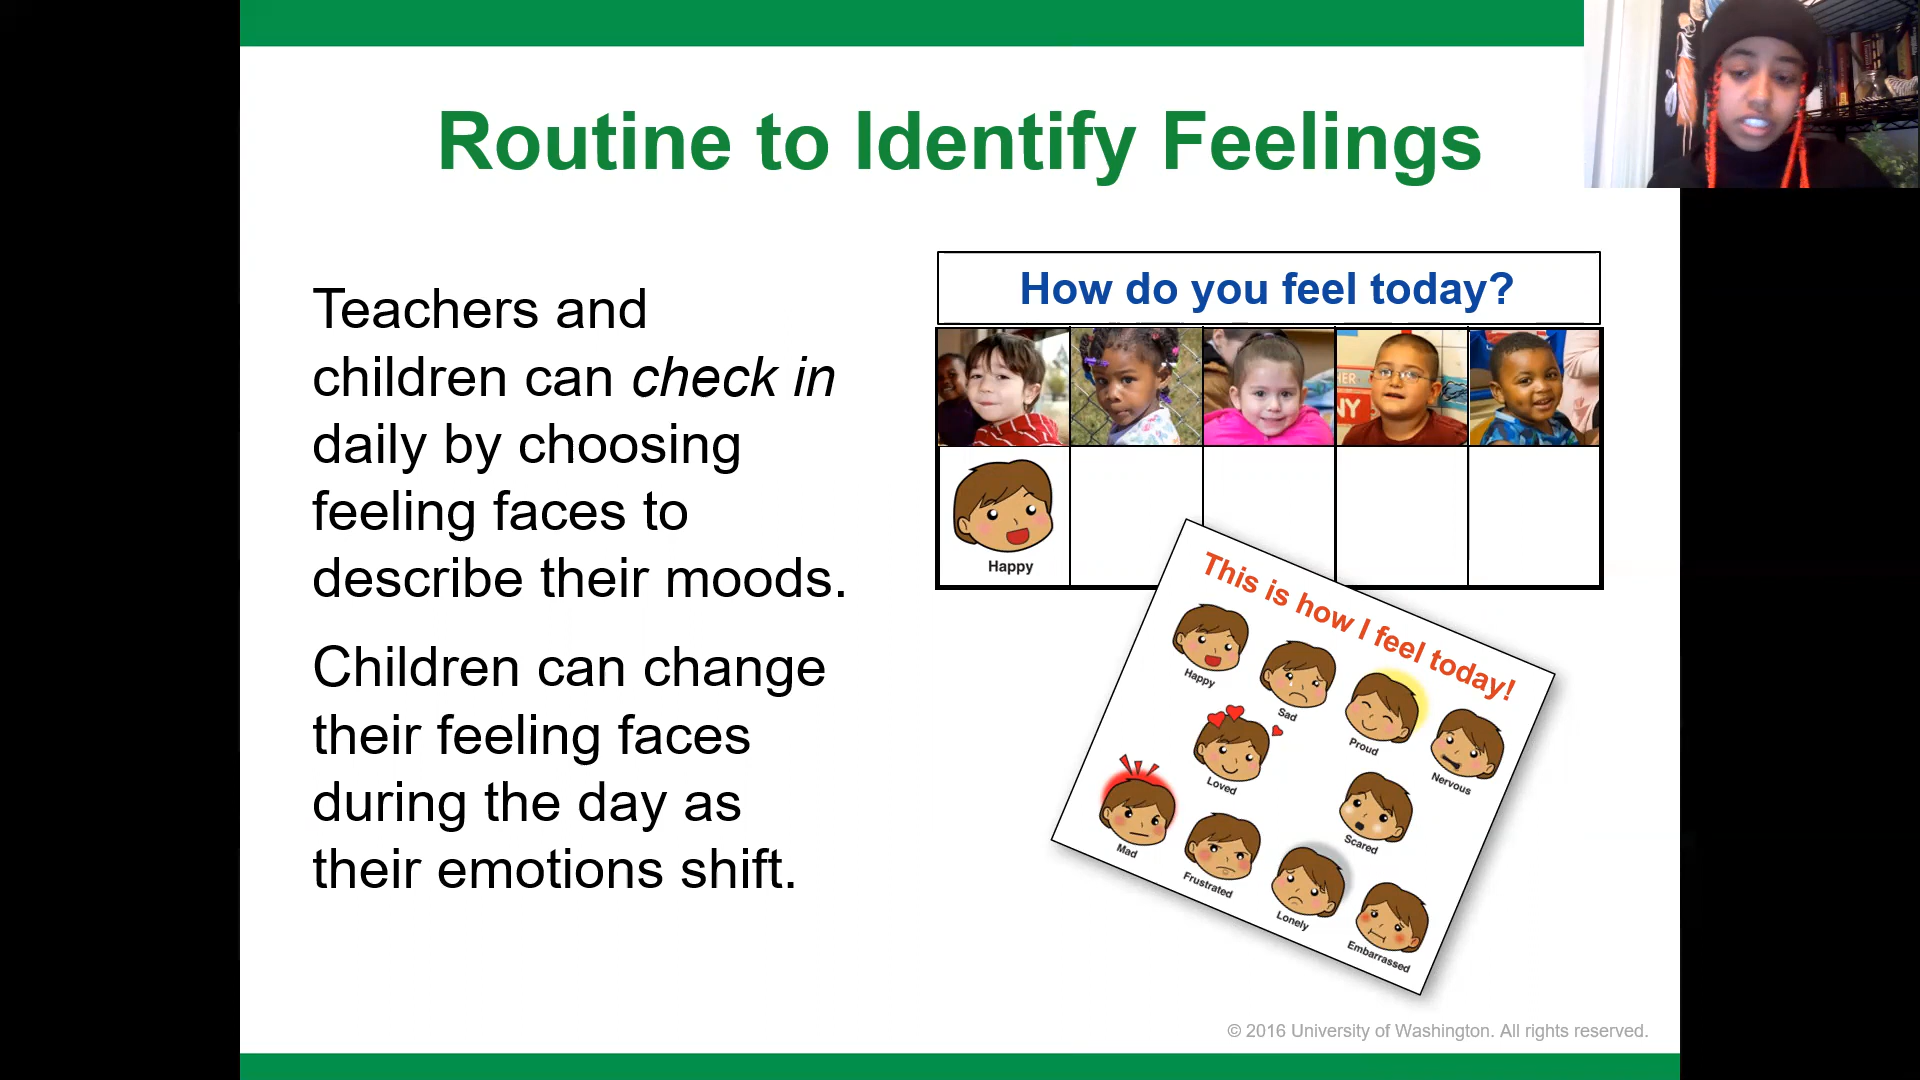 Routine to Identify Feelings
Teachers and
children can check in
daily by choosing
feeling faces to
describe their moods.
Children can change
their feeling faces
during the day as
their emotions shift.
How do you feel today?
HER
NY
Happy
This is how I feel today!
Happy
Sad
Proud
Nervous
Loved
Scared
Mad
Frustrated
Lonely
Embarrassed
© 2016 University of Washington. All rights reserved.